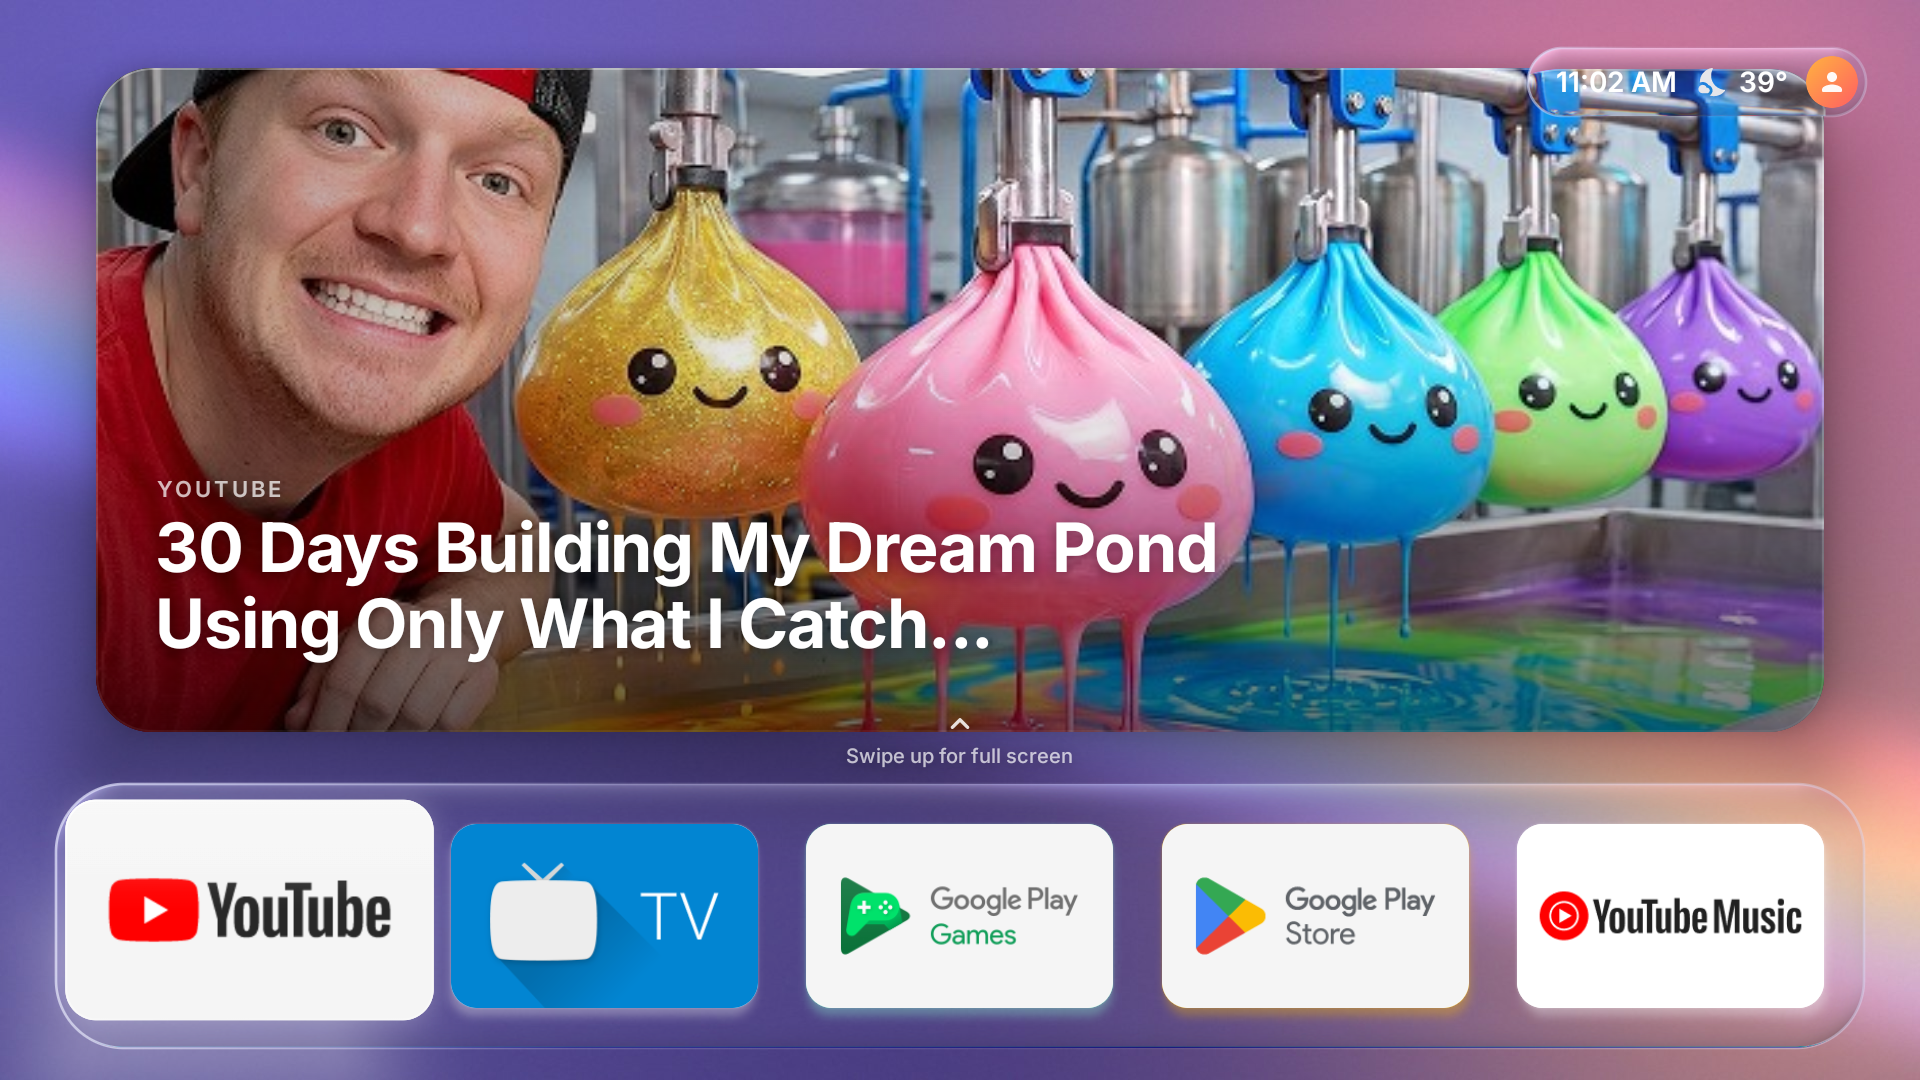 11:02 AM 39°
YOUTUBE
30 Days Building My Dream Pond
Using Only What I Catch...
Swipe up for full screen
YouTube
TV
Google Play
Games
Google Play
Store
YouTube Music